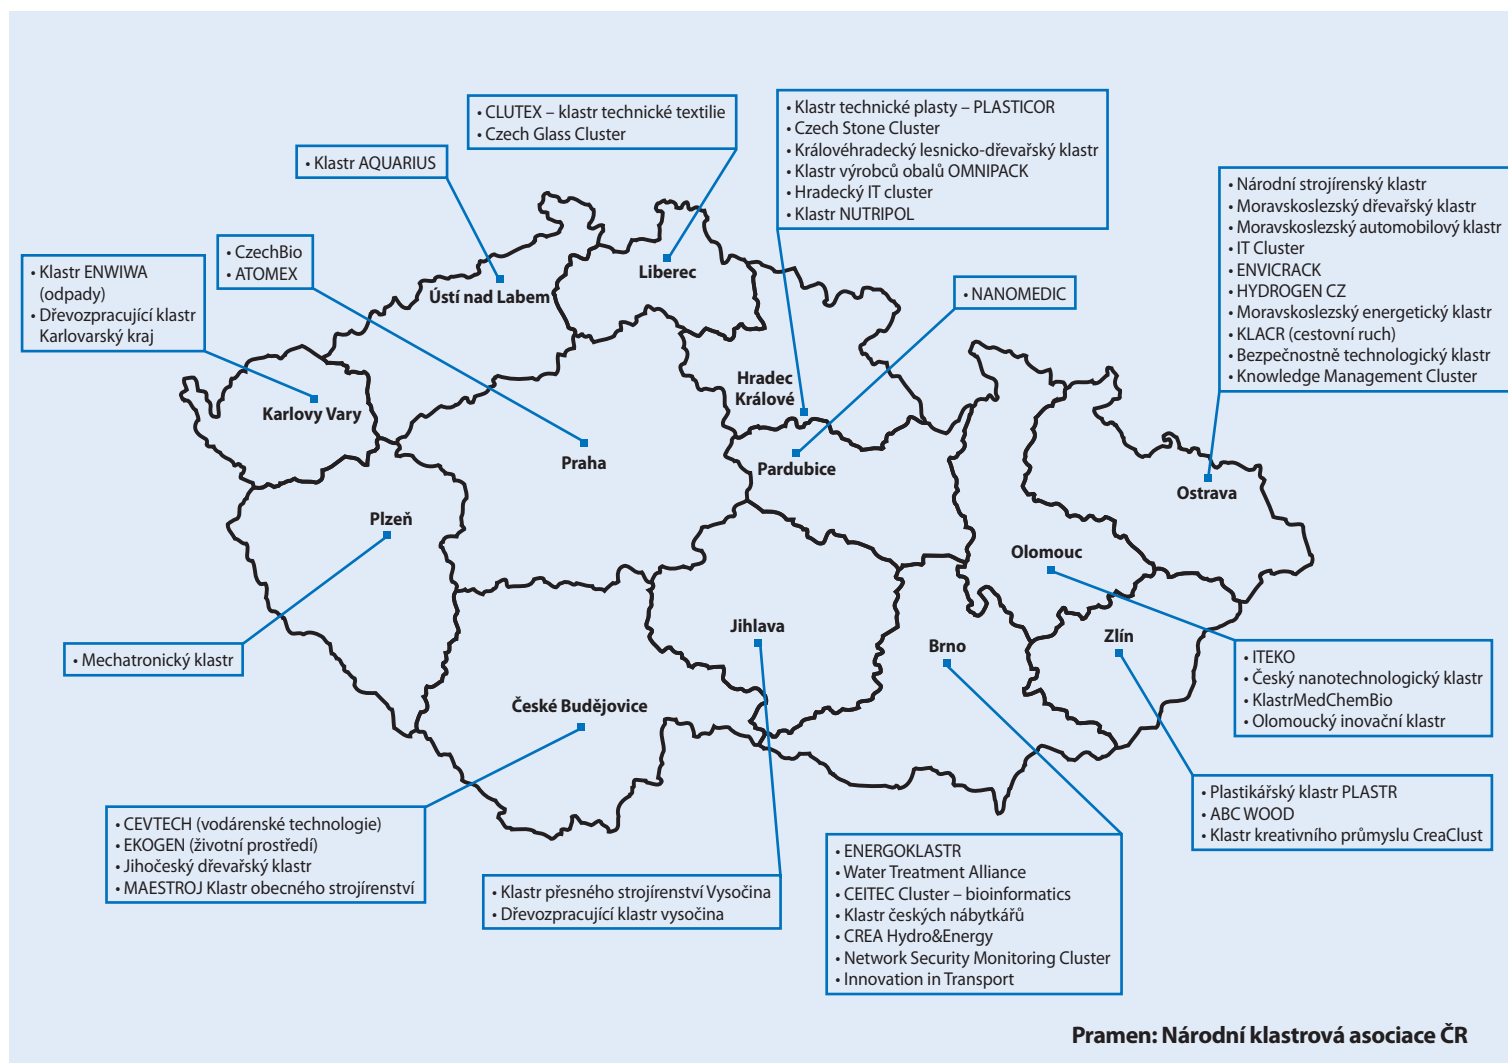 • CLUTEX – klastr technické textilie
• Czech Glass Cluster
• Klastr technické plasty – PLASTICOR
• Czech Stone Cluster
• Královéhradecký lesnicko-dřevařský klastr
• Klastr výrobců obalů OMNIPACK
• Hradecký IT cluster
• Klastr NUTRIPOL
• Klastr AQUARIUS
• Národní strojírenský klastr
• Moravskoslezský dřevařský klastr
• Moravskoslezský automobilový klastr
• IT Cluster
• ENVICRACK
• HYDROGEN CZ
• Moravskoslezský energetický klastr
• KLACR (cestovní ruch)
• Bezpečnostně technologický klastr
• Knowledge Management Cluster
• CzechBio
• ATOMEX
• Klastr ENWIWA
(odpady)
• Dřevozpracující klastr
Karlovarský kraj
• NANOMEDIC
Liberec
Ústí nad Labem
Hradec
Králové
Karlovy Vary
Praha
Pardubice
Ostrava
Plzeň
Olomouc
Jihlava
Zlín
Brno
České Budějovice
• Mechatronický klastr
• ITEKO
• Český nanotechnologický klastr
• KlastrMedChemBio
• Olomoucký inovační klastr
• Plastikářský klastr PLASTR
• ABC WOOD
• Klastr kreativního průmyslu CreaClust
• CEVTECH (vodárenské technologie)
• EKOGEN (životní prostředí)
• Jihočeský dřevařský klastr
• MAESTROJ Klastr obecného strojírenství
• Klastr přesného strojírenství Vysočina
• Dřevozpracující klastr vysočina
• ENERGOKLASTR
• Water Treatment Alliance
• CEITEC Cluster – bioinformatics
• Klastr českých nábytkářů
• CREA Hydro&Energy
• Network Security Monitoring Cluster
• Innovation in Transport
Pramen: Národní klastrová asociace ČR